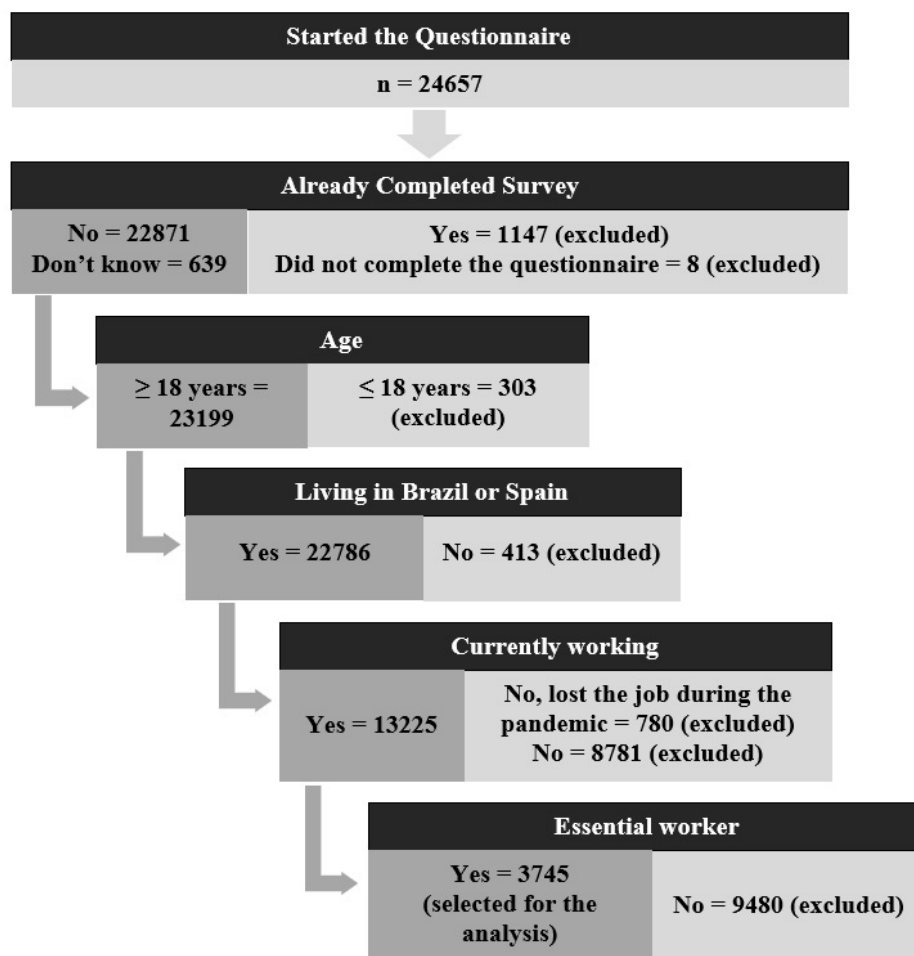 Started the Questionnaire
n = 24657
Already Completed Survey
No = 22871
Don’t know = 639
Yes = 1147 (excluded)
Did not complete the questionnaire = 8 (excluded)
Age
≥ 18 years =
23199
≤ 18 years = 303
(excluded)
Living in Brazil or Spain
Yes = 22786
No = 413 (excluded)
Currently working
Yes = 13225
No, lost the job during the
pandemic = 780 (excluded)
No = 8781 (excluded)
Essential worker
Yes = 3745
(selected for the
analysis)
No = 9480 (excluded)